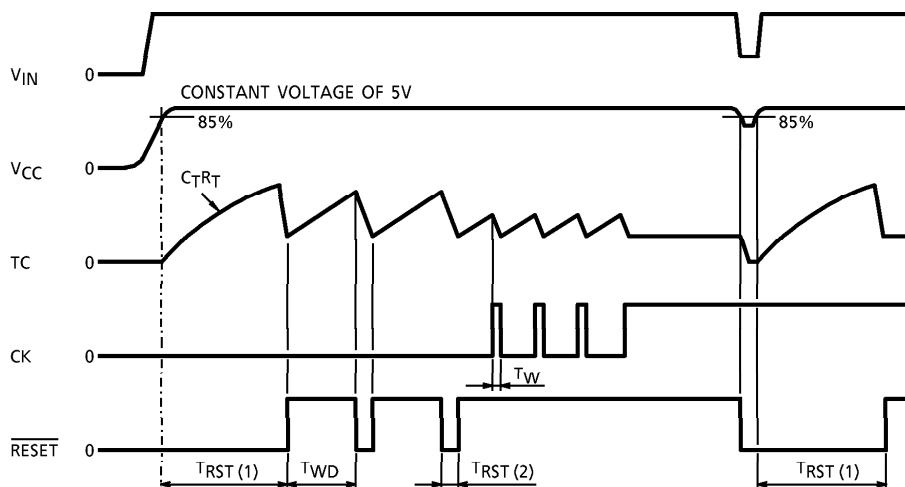 VIN 0
CONSTANT VOLTAGE OF 5V
85% 85%
VCC 0
CTRT
TC 0
CK 0
TW
RESET 0
TRST (1) TWD TRST (2) TRST (1)